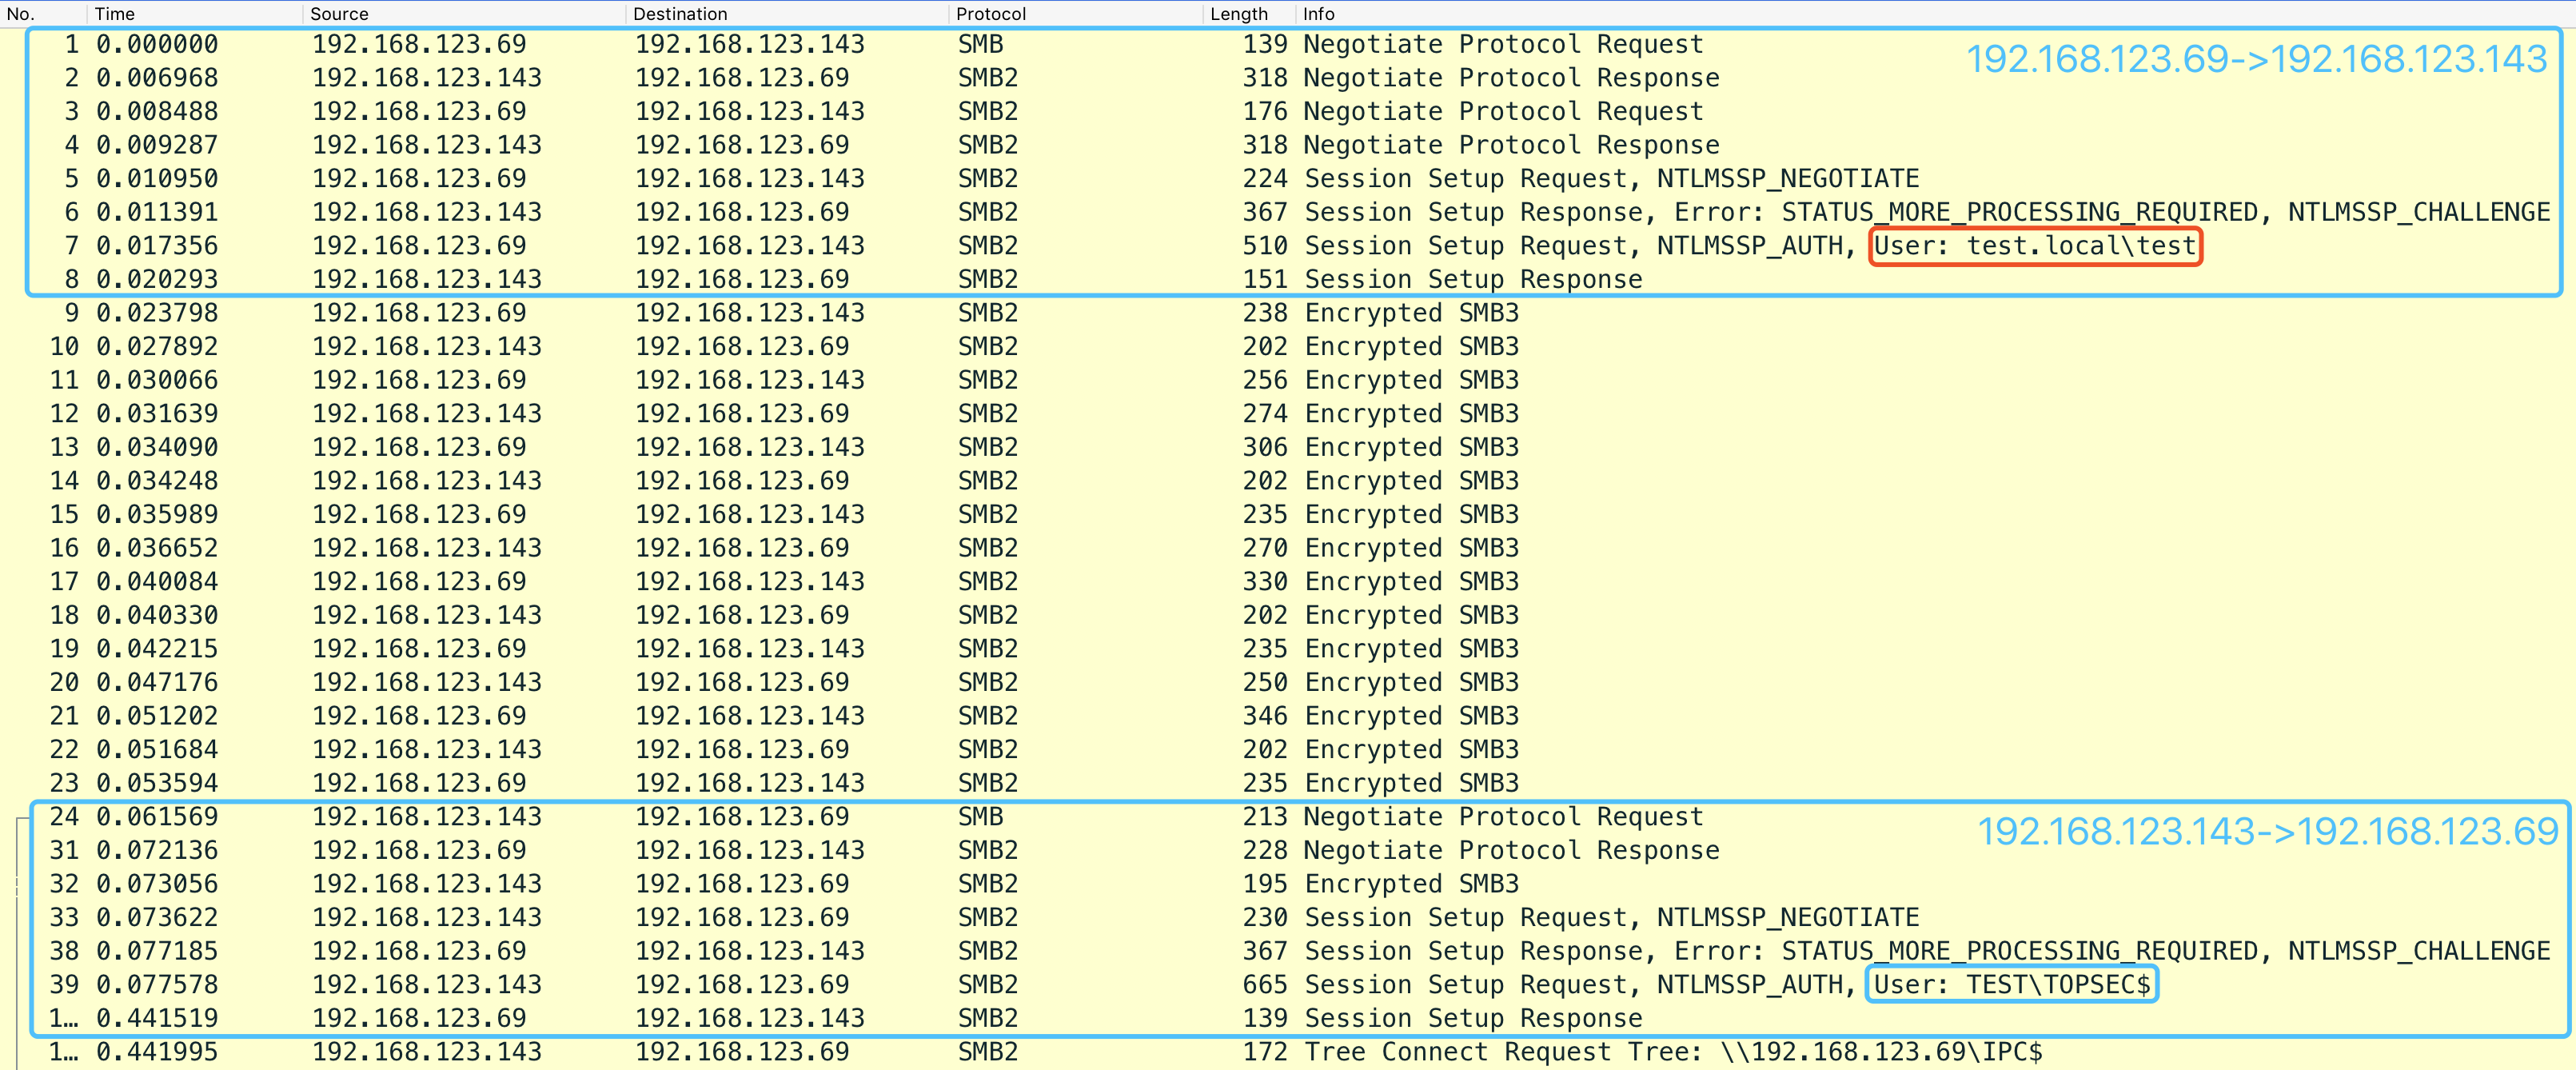 No. Time Source Destination Protocol Length Info
1 0.000000 192.168.123.69 192.168.123.143 SMB 139 Negotiate Protocol Request 192.168.123.69->192.168.123.143
2 0.006968 192.168.123.143 192.168.123.69 SMB2 318 Negotiate Protocol Response
3 0.008488 192.168.123.69 192.168.123.143 SMB2 176 Negotiate Protocol Request
4 0.009287 192.168.123.143 192.168.123.69 SMB2 318 Negotiate Protocol Response
5 0.010950 192.168.123.69 192.168.123.143 SMB2 224 Session Setup Request, NTLMSSP_NEGOTIATE
6 0.011391 192.168.123.143 192.168.123.69 SMB2 367 Session Setup Response, Error: STATUS_MORE_PROCESSING_REQUIRED, NTLMSSP_CHALLENGE
7 0.017356 192.168.123.69 192.168.123.143 SMB2 510 Session Setup Request, NTLMSSP_AUTH, User: test.local\test
8 0.020293 192.168.123.143 192.168.123.69 SMB2 151 Session Setup Response
9 0.023798 192.168.123.69 192.168.123.143 SMB2 238 Encrypted SMB3
10 0.027892 192.168.123.143 192.168.123.69 SMB2 202 Encrypted SMB3
11 0.030066 192.168.123.69 192.168.123.143 SMB2 256 Encrypted SMB3
12 0.031639 192.168.123.143 192.168.123.69 SMB2 274 Encrypted SMB3
13 0.034090 192.168.123.69 192.168.123.143 SMB2 306 Encrypted SMB3
14 0.034248 192.168.123.143 192.168.123.69 SMB2 202 Encrypted SMB3
15 0.035989 192.168.123.69 192.168.123.143 SMB2 235 Encrypted SMB3
16 0.036652 192.168.123.143 192.168.123.69 SMB2 270 Encrypted SMB3
17 0.040084 192.168.123.69 192.168.123.143 SMB2 330 Encrypted SMB3
18 0.040330 192.168.123.143 192.168.123.69 SMB2 202 Encrypted SMB3
19 0.042215 192.168.123.69 192.168.123.143 SMB2 235 Encrypted SMB3
20 0.047176 192.168.123.143 192.168.123.69 SMB2 250 Encrypted SMB3
21 0.051202 192.168.123.69 192.168.123.143 SMB2 346 Encrypted SMB3
22 0.051684 192.168.123.143 192.168.123.69 SMB2 202 Encrypted SMB3
23 0.053594 192.168.123.69 192.168.123.143 SMB2 235 Encrypted SMB3
24 0.061569 192.168.123.143 192.168.123.69 SMB 213 Negotiate Protocol Request 192.168.123.143->192.168.123.69
31 0.072136 192.168.123.69 192.168.123.143 SMB2 228 Negotiate Protocol Response
32 0.073056 192.168.123.143 192.168.123.69 SMB2 195 Encrypted SMB3
33 0.073622 192.168.123.143 192.168.123.69 SMB2 230 Session Setup Request, NTLMSSP_NEGOTIATE
38 0.077185 192.168.123.69 192.168.123.143 SMB2 367 Session Setup Response, Error: STATUS_MORE_PROCESSING_REQUIRED, NTLMSSP_CHALLENGE
39 0.077578 192.168.123.143 192.168.123.69 SMB2 665 Session Setup Request, NTLMSSP_AUTH, User: TEST\TOPSEC$
1… 0.441519 192.168.123.69 192.168.123.143 SMB2 139 Session Setup Response
1… 0.441995 192.168.123.143 192.168.123.69 SMB2 172 Tree Connect Request Tree: \\192.168.123.69\IPC$